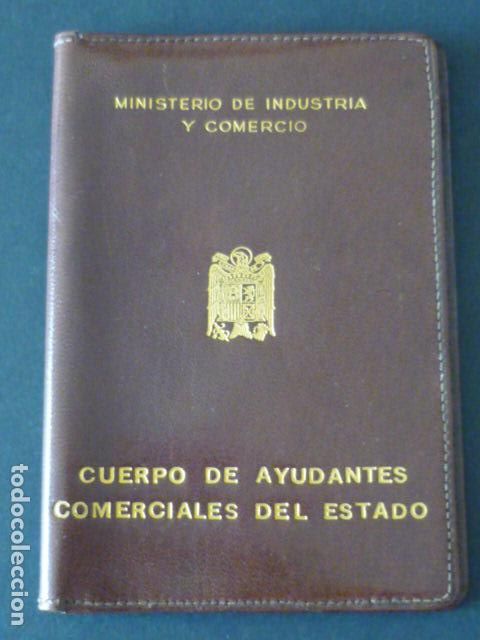 MINISTERIO DE INDUSTRIA
Y COMERCIO
CUERPO DE AYUDANTES
COMERCIALES DEL ESTADO
todocoleccion